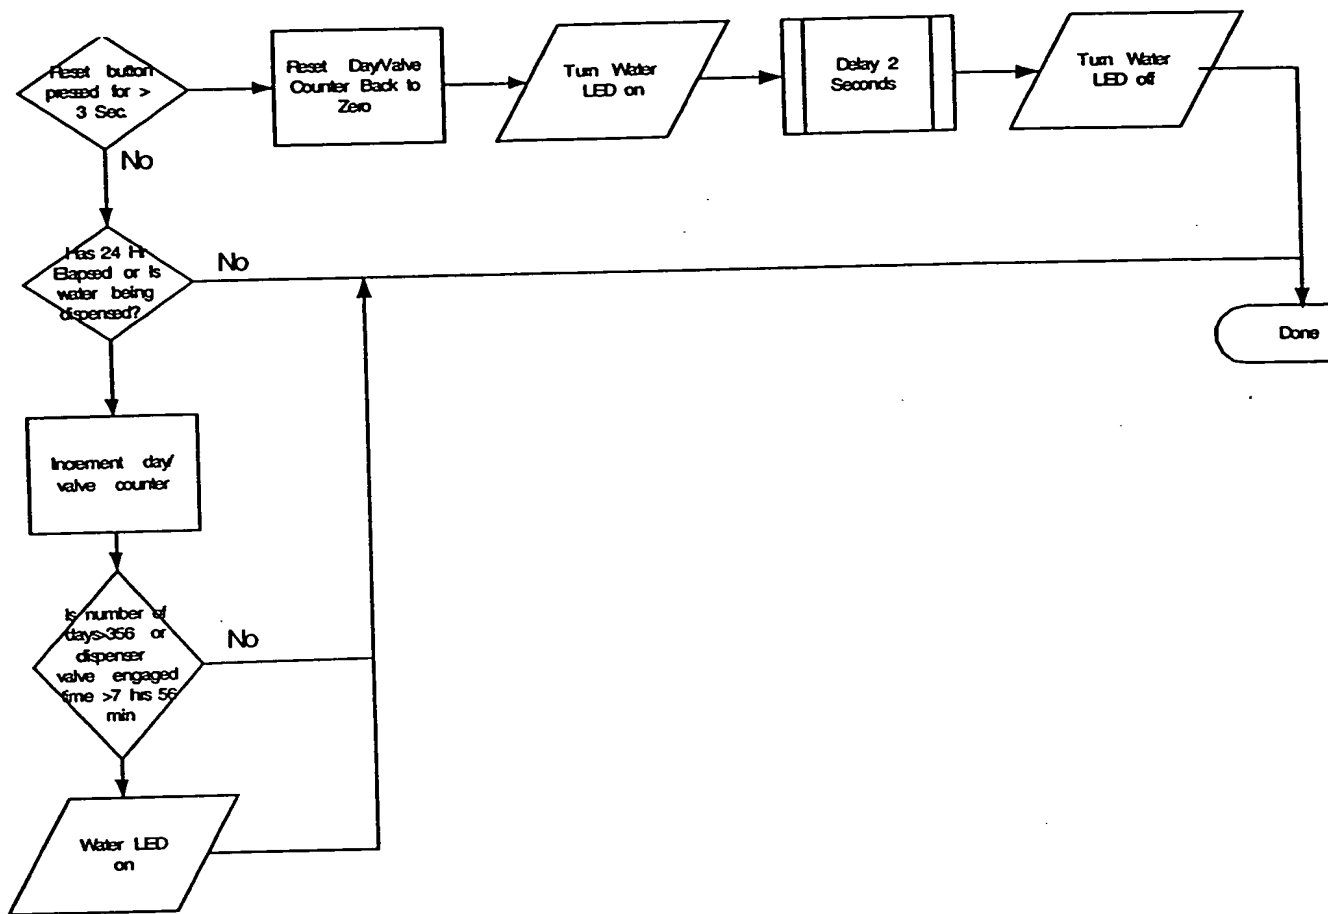 Reset button
pressed for >
3 Sec.
Reset Day/Valve
Counter Back to
Zero
Turn Water
LED on
Delay 2
Seconds
Turn Water
LED off
No
Has 24 Hr
Elapsed or Is
water being
dispensed?
No
Done
Increment day/
valve counter
Is number of
days>356 or
dispenser
valve engaged
time >7 hrs 56
min
No
Water LED
on